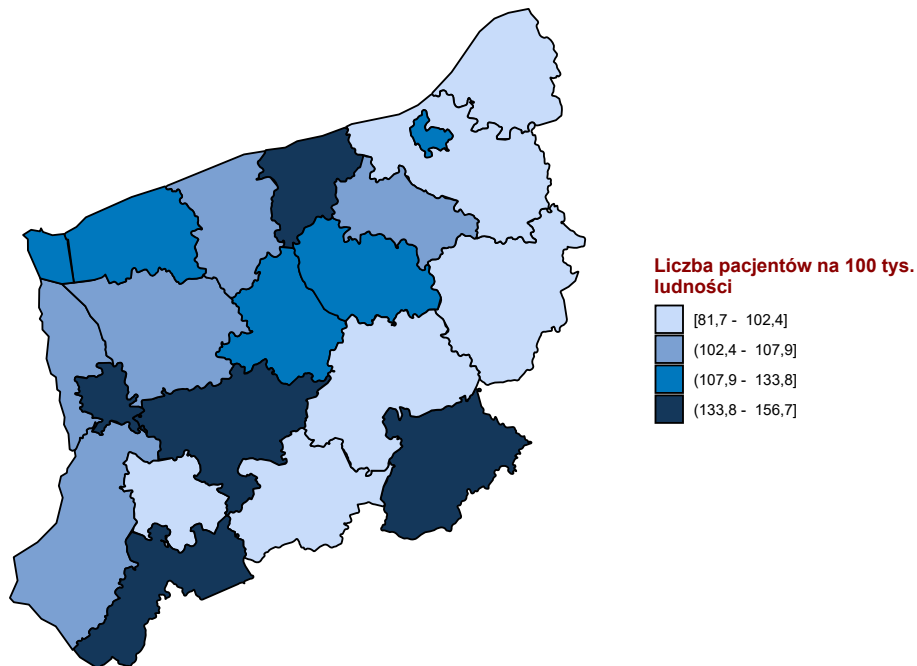 Liczba pacjentów na 100 tys.
ludności
[81,7 - 102,4]
(102,4 - 107,9]
(107,9 - 133,8]
(133,8 - 156,7]